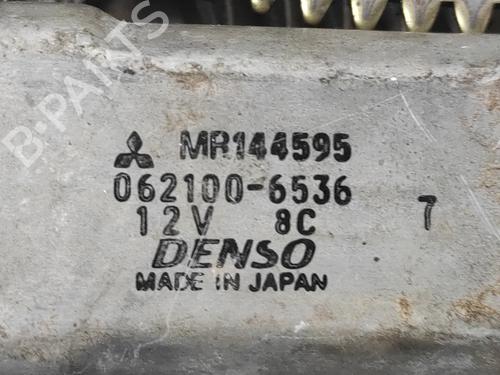 B-PARTS
MR144595
062100-6536
12V 8C 7
DENSO
MADE IN JAPAN